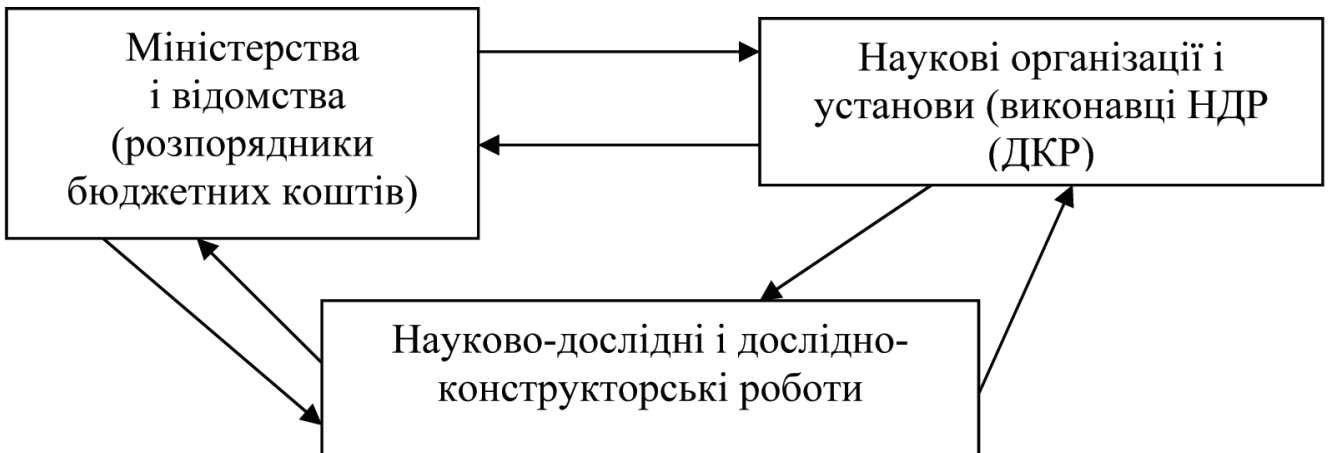 Міністерства
і відомства
(розпорядники
бюджетних коштів)
Наукові організації і
установи (виконавці НДР
(ДКР)
Науково-дослідні і дослідно-
конструкторські роботи